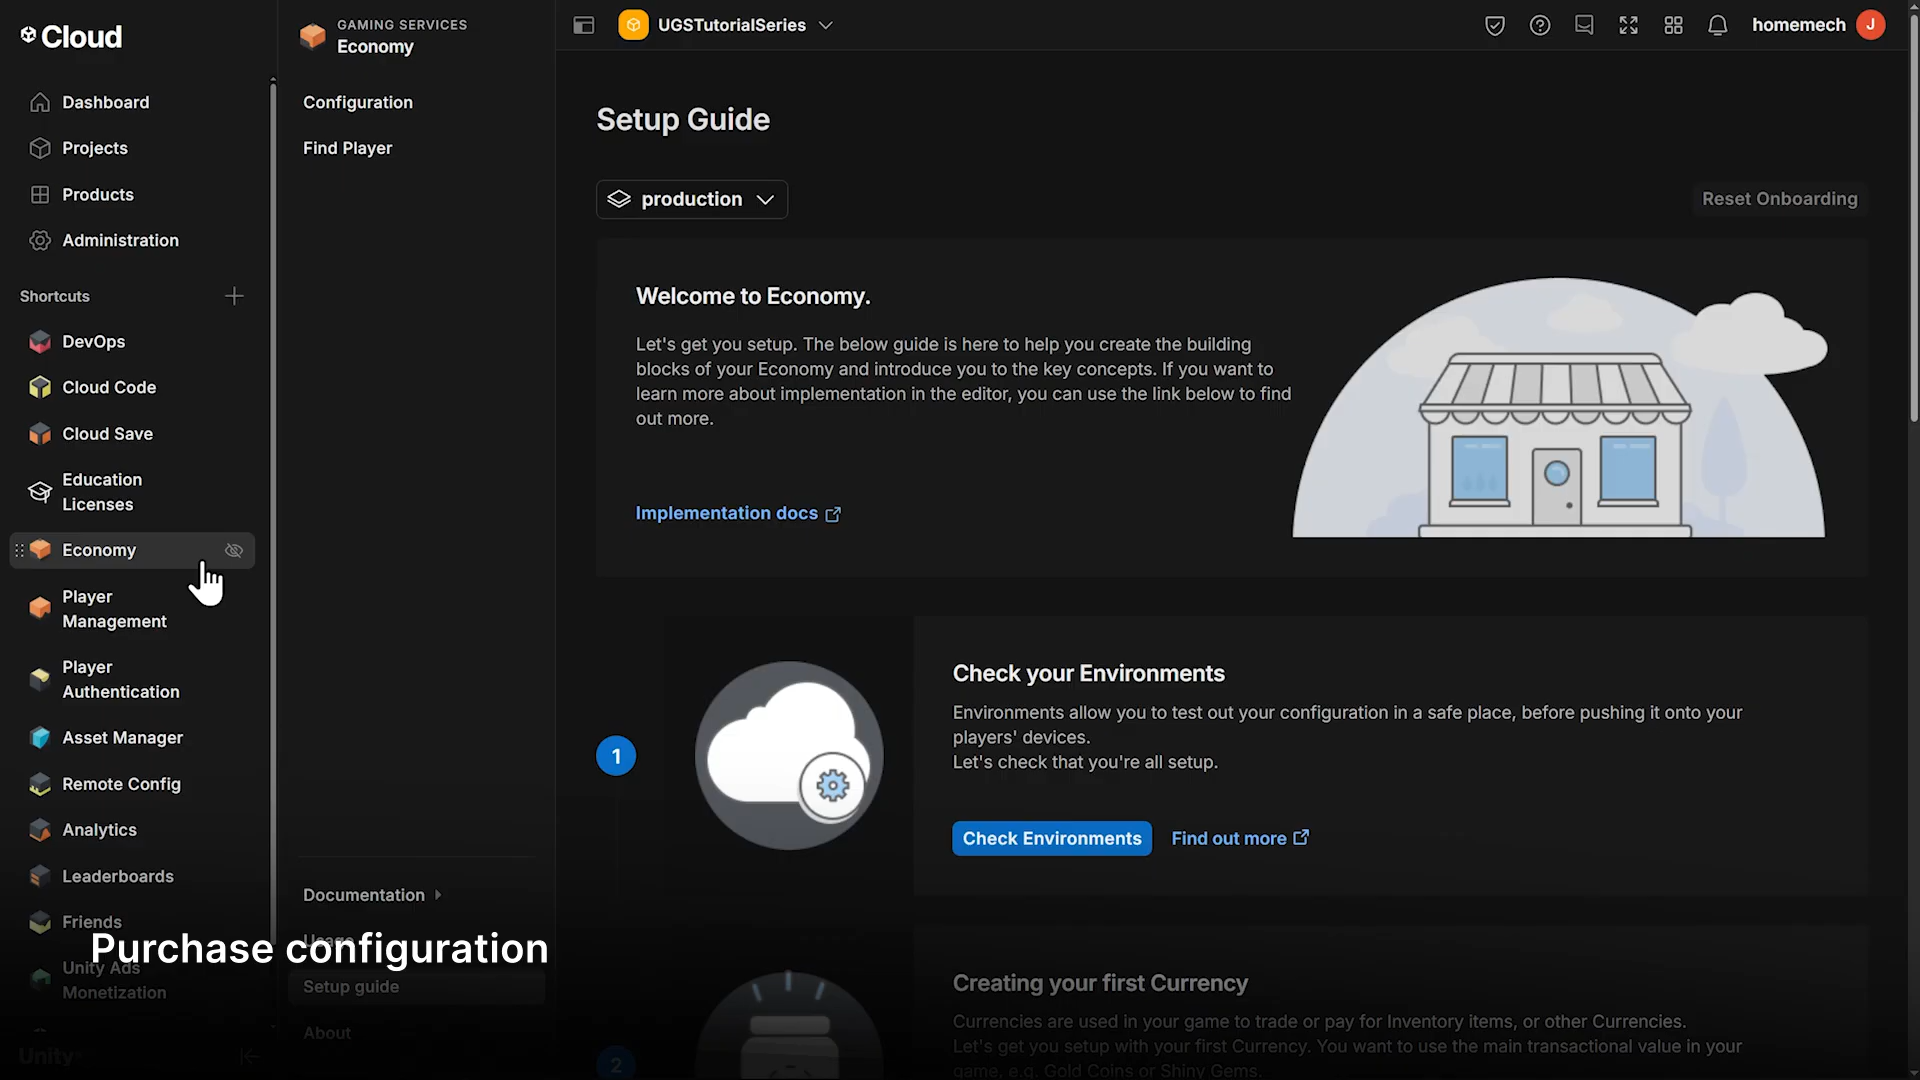 Cloud
Dashboard
Projects
Products
Administration
Shortcuts
DevOps
Cloud Code
Cloud Save
Education
Licenses
Economy
Player
Management
Player
Authentication
Asset Manager
Remote Config
Analytics
Leaderboards
Friends
Unity Ads
Monetization
Unity
GAMING SERVICES
Economy
Configuration
Find Player
Documentation
Usage
Setup guide
About
Purchase configuration
UGSTutorialSeries
homemech
J
Setup Guide
production
Reset Onboarding
Welcome to Economy.
Let's get you setup. The below guide is here to help you create the building
blocks of your Economy and introduce you to the key concepts. If you want to
learn more about implementation in the editor, you can use the link below to find
out more.
Implementation docs
1
Check your Environments
Environments allow you to test out your configuration in a safe place, before pushing it onto your
players' devices.
Let's check that you're all setup.
Check Environments
Find out more
2
Creating your first Currency
Currencies are used in your game to trade or pay for Inventory items, or other Currencies.
Let's get you setup with your first Currency. You want to use the main transactional value in your
game, e.g. Gold Coins or Shiny Gems.